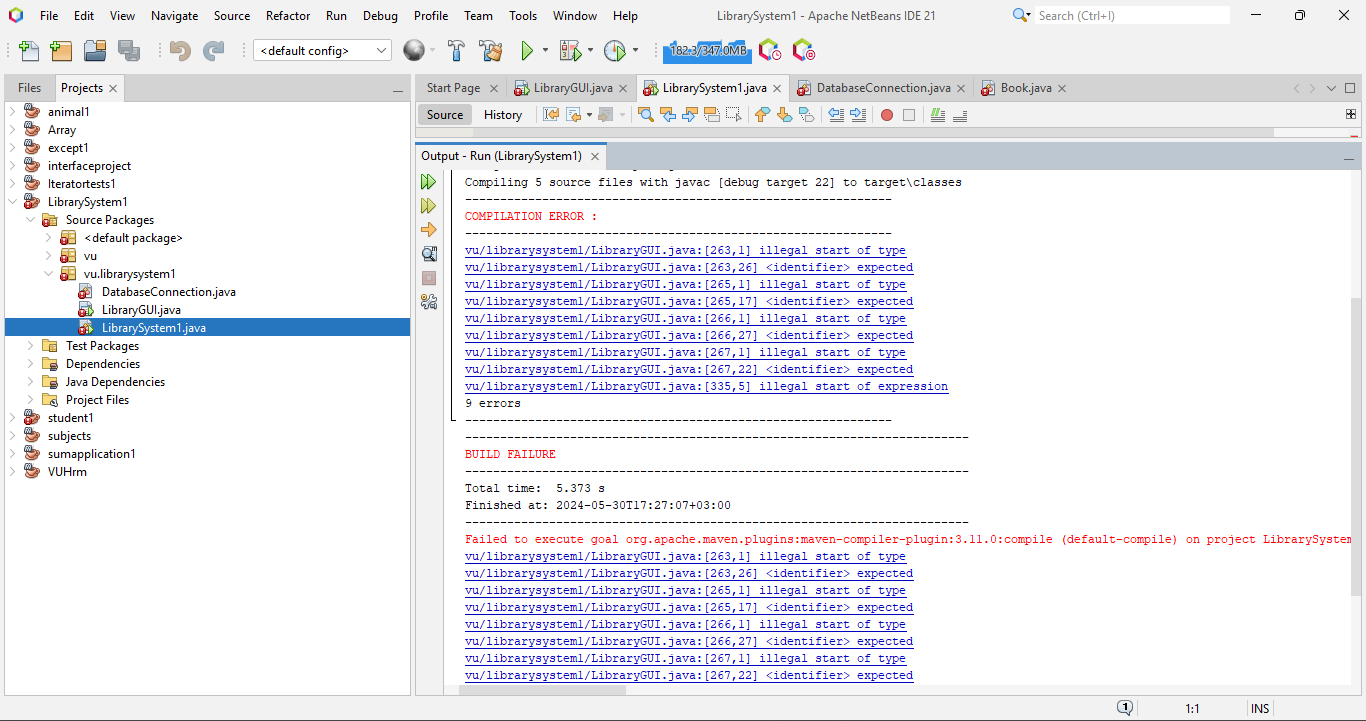 File Edit View Navigate Source Refactor Run Debug Profile Team Tools Window Help LibrarySystem1 - Apache NetBeans IDE 21 Search (Ctrl+I)
<default config> 182.3/347.0MB
Files Projects
Start Page LibraryGUI.java LibrarySystem1.java DatabaseConnection.java Book.java
Source History
animal1
Array
except1
interfaceproject
Iteratortests1
LibrarySystem1
Source Packages
<default package>
vu
vu.librarysystem1
DatabaseConnection.java
LibraryGUI.java
LibrarySystem1.java
Test Packages
Dependencies
Java Dependencies
Project Files
student1
subjects
sumapplication1
VUHrm
Output - Run (LibrarySystem1)
Compiling 5 source files with javac [debug target 22] to target\classes
-------------------------------------------------------------
COMPILATION ERROR :
-------------------------------------------------------------
vu/librarysystem1/LibraryGUI.java:[263,1] illegal start of type
vu/librarysystem1/LibraryGUI.java:[263,26] <identifier> expected
vu/librarysystem1/LibraryGUI.java:[265,1] illegal start of type
vu/librarysystem1/LibraryGUI.java:[265,17] <identifier> expected
vu/librarysystem1/LibraryGUI.java:[266,1] illegal start of type
vu/librarysystem1/LibraryGUI.java:[266,27] <identifier> expected
vu/librarysystem1/LibraryGUI.java:[267,1] illegal start of type
vu/librarysystem1/LibraryGUI.java:[267,22] <identifier> expected
vu/librarysystem1/LibraryGUI.java:[335,5] illegal start of expression
9 errors
-------------------------------------------------------------
------------------------------------------------------------------------
BUILD FAILURE
------------------------------------------------------------------------
Total time:  5.373 s
Finished at: 2024-05-30T17:27:07+03:00
------------------------------------------------------------------------
Failed to execute goal org.apache.maven.plugins:maven-compiler-plugin:3.11.0:compile (default-compile) on project LibrarySystem
vu/librarysystem1/LibraryGUI.java:[263,1] illegal start of type
vu/librarysystem1/LibraryGUI.java:[263,26] <identifier> expected
vu/librarysystem1/LibraryGUI.java:[265,1] illegal start of type
vu/librarysystem1/LibraryGUI.java:[265,17] <identifier> expected
vu/librarysystem1/LibraryGUI.java:[266,1] illegal start of type
vu/librarysystem1/LibraryGUI.java:[266,27] <identifier> expected
vu/librarysystem1/LibraryGUI.java:[267,1] illegal start of type
vu/librarysystem1/LibraryGUI.java:[267,22] <identifier> expected
1 1:1 INS